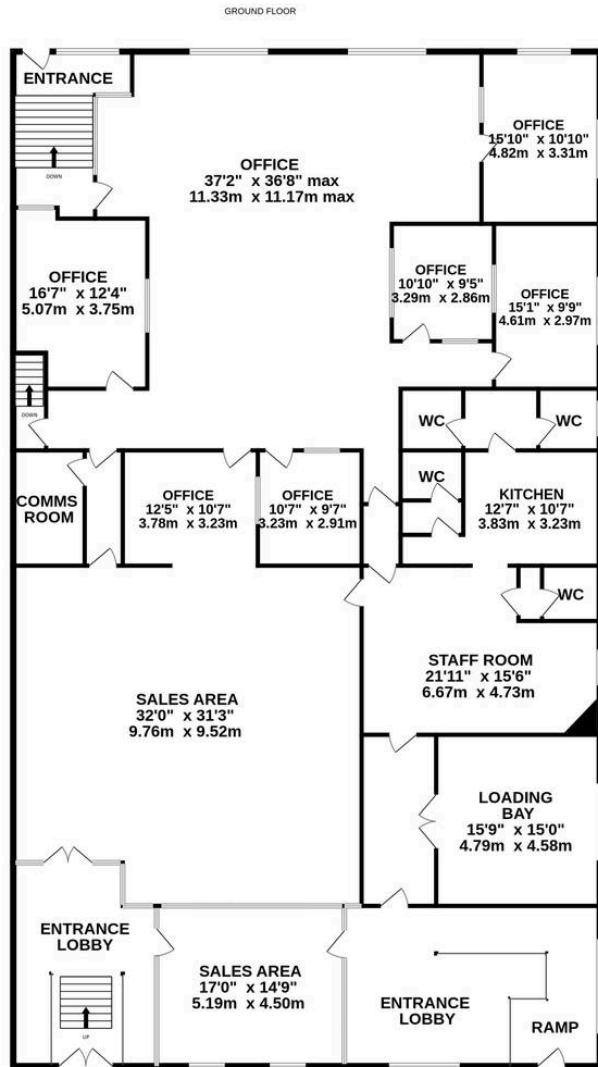 GROUND FLOOR
ENTRANCE
DOWN
OFFICE
37'2" x 36'8" max
11.33m x 11.17m max
OFFICE
15'10" x 10'10"
4.82m x 3.31m
OFFICE
16'7" x 12'4"
5.07m x 3.75m
OFFICE
10'10" x 9'5"
3.29m x 2.86m
OFFICE
15'1" x 9'9"
4.61m x 2.97m
DOWN
WC
WC
WC
COMMS
ROOM
OFFICE
12'5" x 10'7"
3.78m x 3.23m
OFFICE
10'7" x 9'7"
3.23m x 2.91m
KITCHEN
12'7" x 10'7"
3.83m x 3.23m
WC
STAFF ROOM
21'11" x 15'6"
6.67m x 4.73m
SALES AREA
32'0" x 31'3"
9.76m x 9.52m
LOADING
BAY
15'9" x 15'0"
4.79m x 4.58m
ENTRANCE
LOBBY
UP
SALES AREA
17'0" x 14'9"
5.19m x 4.50m
ENTRANCE
LOBBY
RAMP